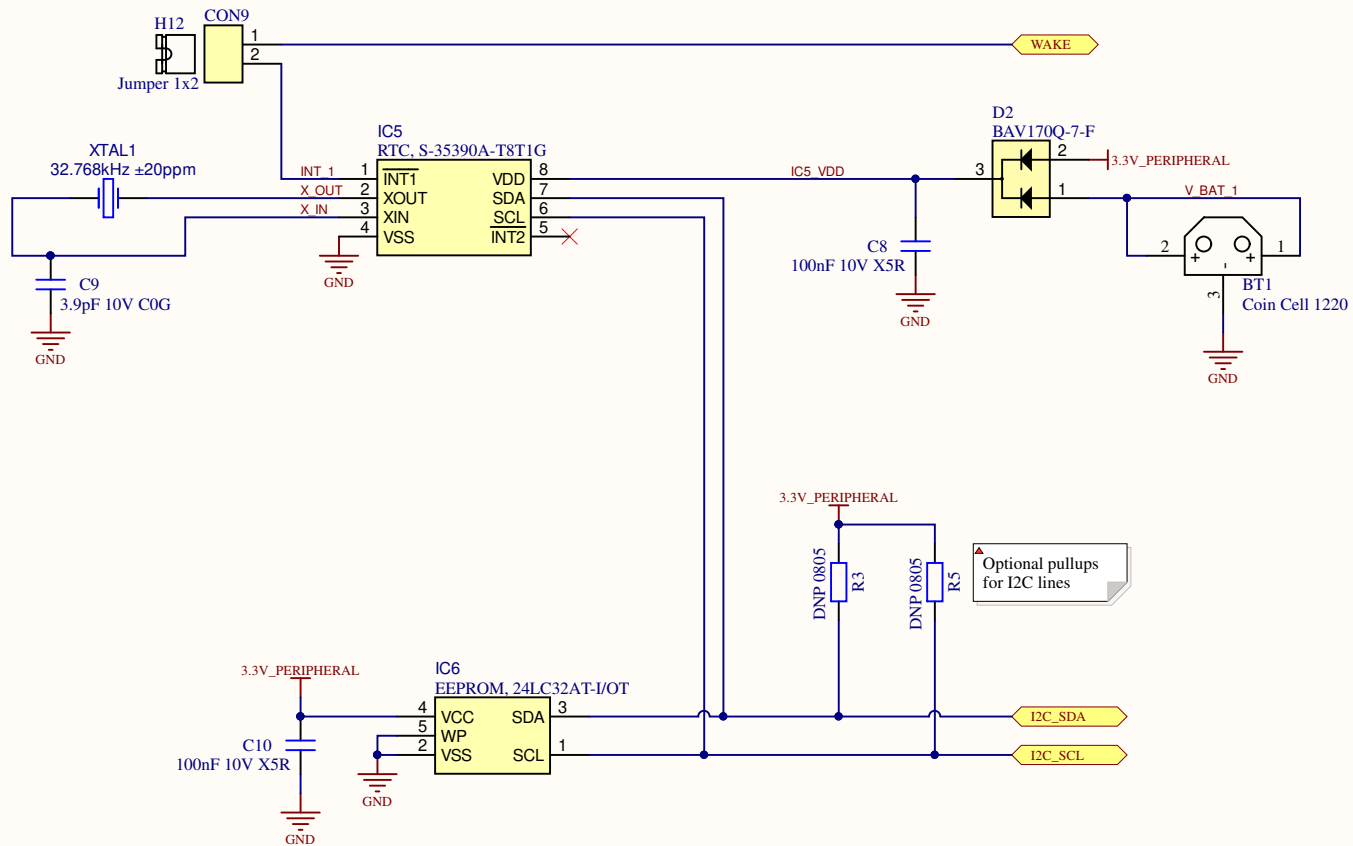 H12
CON9
1
2
Jumper 1x2
WAKE
XTAL1
32.768kHz ±20ppm
IC5
RTC, S-35390A-T8T1G
INT_1
X_OUT
X_IN
1
2
3
4
INT1
XOUT
XIN
VSS
VDD
SDA
SCL
INT2
8
7
6
5
GND
C9
3.9pF 10V C0G
GND
IC5_VDD
C8
100nF 10V X5R
GND
D2
BAV170Q-7-F
3
2
1
3.3V_PERIPHERAL
V_BAT_1
2
1
+
-
+
3
BT1
Coin Cell 1220
GND
3.3V_PERIPHERAL
DNP 0805
R3
DNP 0805
R5
Optional pullups
for I2C lines
3.3V_PERIPHERAL
C10
100nF 10V X5R
GND
IC6
EEPROM, 24LC32AT-I/OT
4
5
2
VCC
WP
VSS
SDA
SCL
3
1
GND
I2C_SDA
I2C_SCL